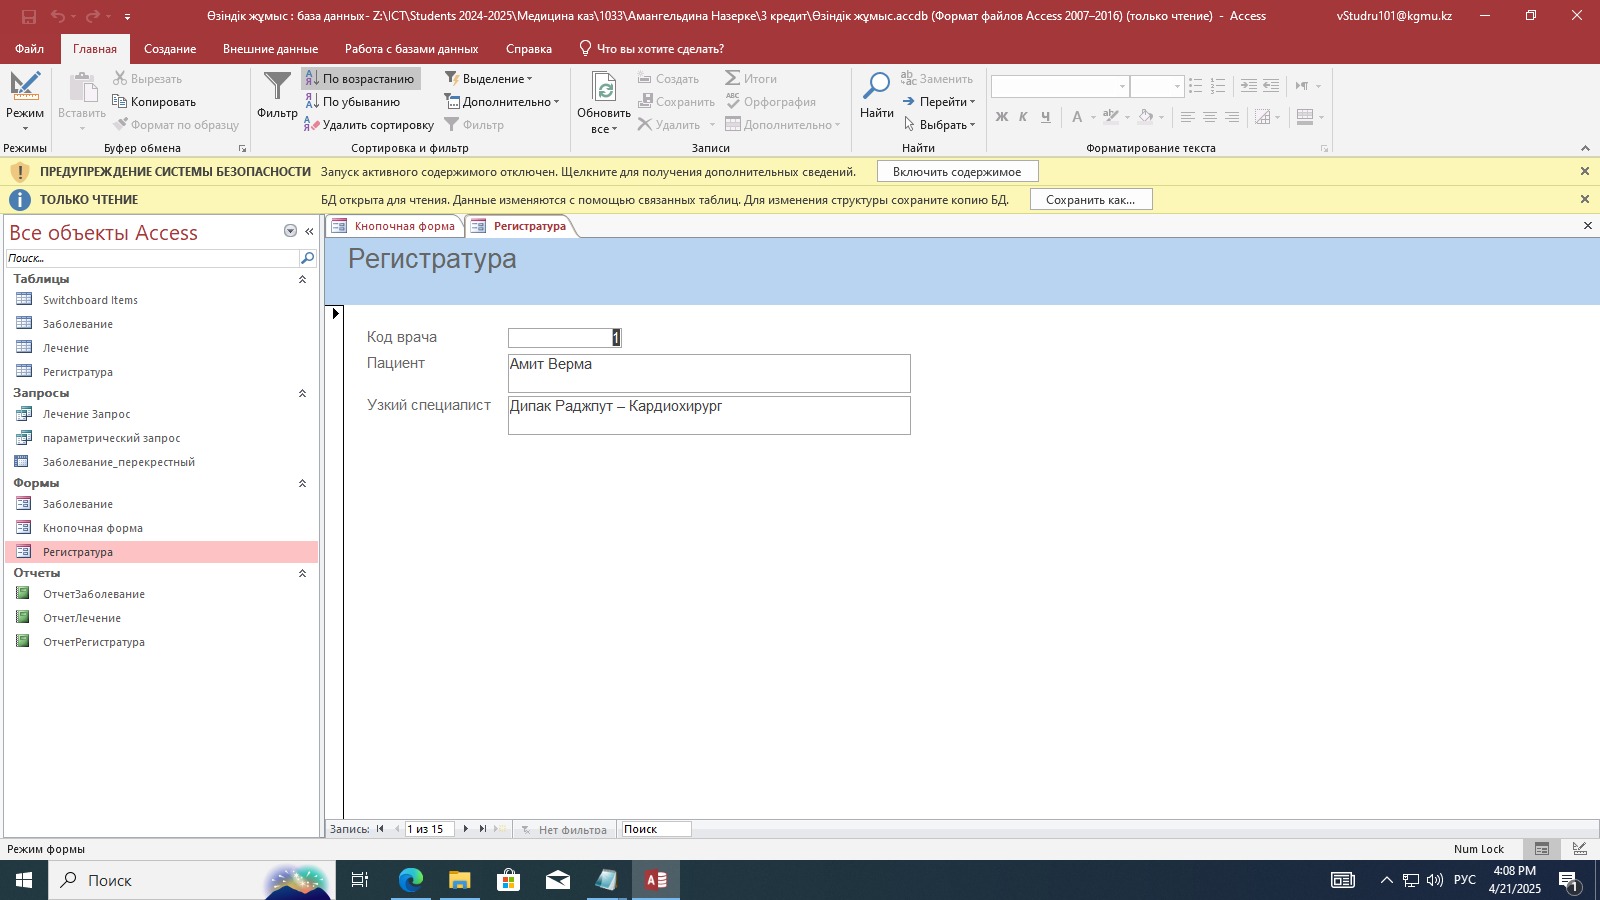 Өзіндік жұмыс : база данных- Z:\ICT\Students 2024-2025\Медицина каз\1033\Амангельдина Назерке\3 кредит\Өзіндік жұмыс.accdb (Формат файлов Access 2007–2016) (только чтение) - Access
vStudru101@kgmu.kz
Файл Главная Создание Внешние данные Работа с базами данных Справка Что вы хотите сделать?
Режим
Режимы
Вставить
Вырезать
Копировать
Формат по образцу
Буфер обмена
Фильтр
По возрастанию
По убыванию
Удалить сортировку
Выделение
Дополнительно
Фильтр
Сортировка и фильтр
Обновить
все
Создать
Сохранить
Удалить
Итоги
Орфография
Дополнительно
Записи
Найти
Заменить
Перейти
Выбрать
Найти
Ж К Ч А
Форматирование текста
ПРЕДУПРЕЖДЕНИЕ СИСТЕМЫ БЕЗОПАСНОСТИ Запуск активного содержимого отключен. Щелкните для получения дополнительных сведений. Включить содержимое
ТОЛЬКО ЧТЕНИЕ БД открыта для чтения. Данные изменяются с помощью связанных таблиц. Для изменения структуры сохраните копию БД. Сохранить как...
Все объекты Access
Поиск...
Таблицы
Switchboard Items
Заболевание
Лечение
Регистратура
Запросы
Лечение Запрос
параметрический запрос
Заболевание_перекрестный
Формы
Заболевание
Кнопочная форма
Регистратура
Отчеты
ОтчетЗаболевание
ОтчетЛечение
ОтчетРегистратура
Кнопочная форма Регистратура
Регистратура
Код врача 1
Пациент Амит Верма
Узкий специалист Дипак Раджпут – Кардиохирург
Запись: 1 из 15 Нет фильтра Поиск
Режим формы
Num Lock
Поиск
РУС
4:08 PM
4/21/2025
1